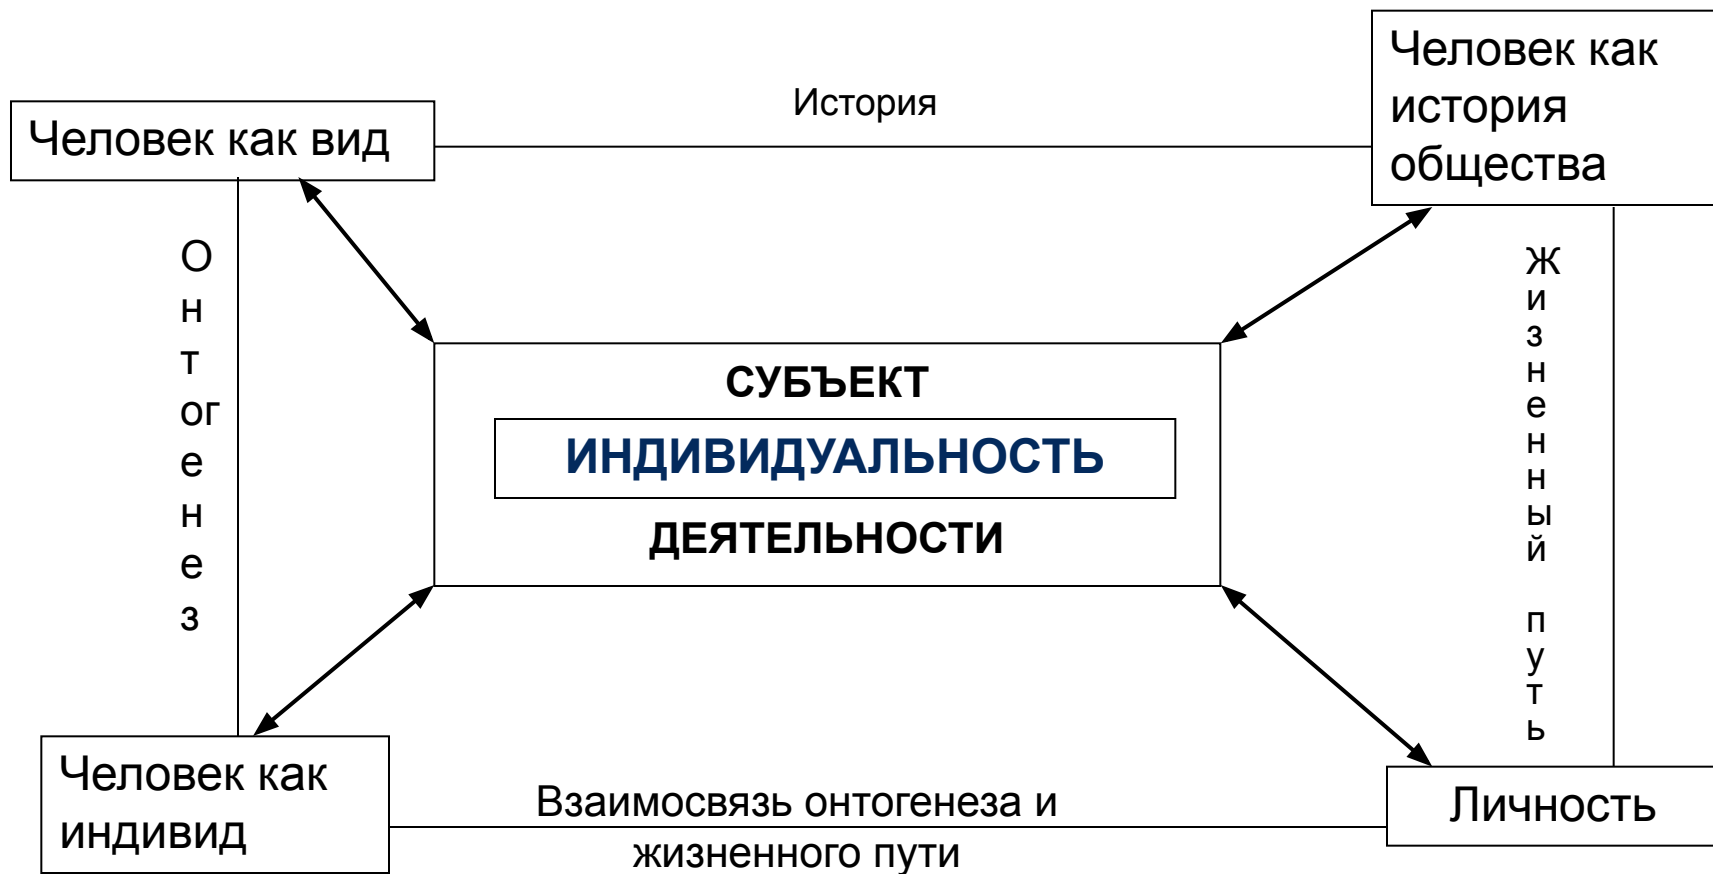 История
Человек как
история
общества
Человек как вид
Онтогенез
Жизненный путь
СУБЪЕКТ
ИНДИВИДУАЛЬНОСТЬ
ДЕЯТЕЛЬНОСТИ
Человек как
индивид
Взаимосвязь онтогенеза и
жизненного пути
Личность